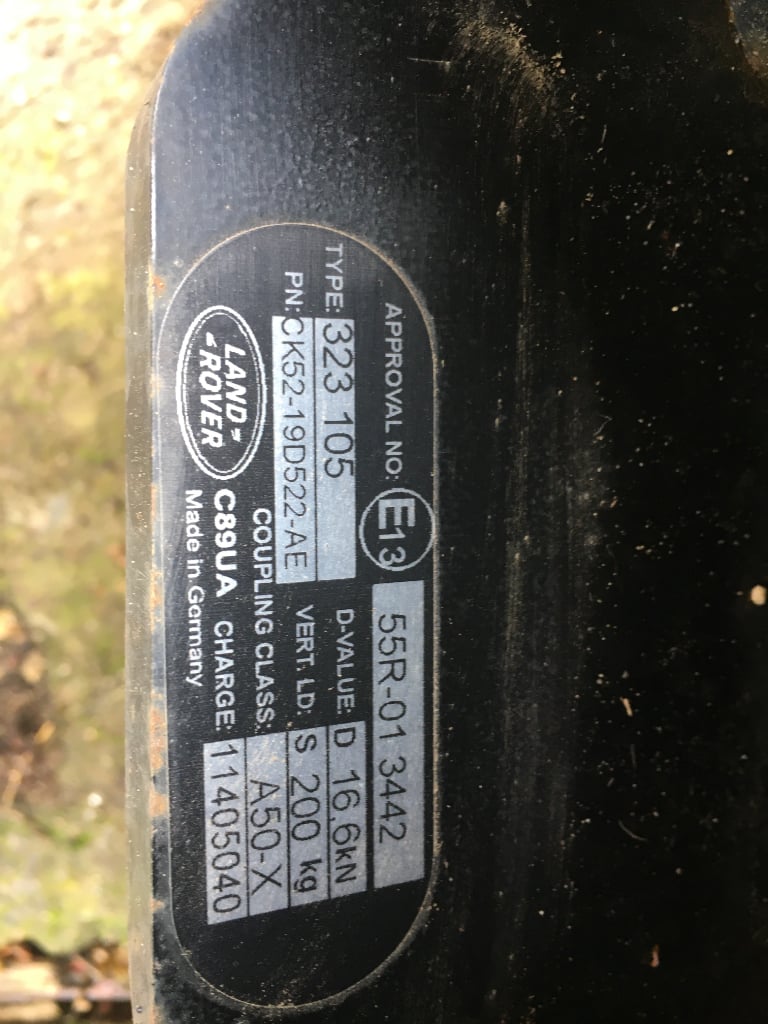 APPROVAL NO: E13 55R-01 3442
TYPE: 323 105 D-VALUE: D 16.6kN
PN: CK52-19D522-AE VERT. LD: S 200 kg
COUPLING CLASS: A50-X
LAND-
-ROVER
C89UA CHARGE: 11405040
Made in Germany